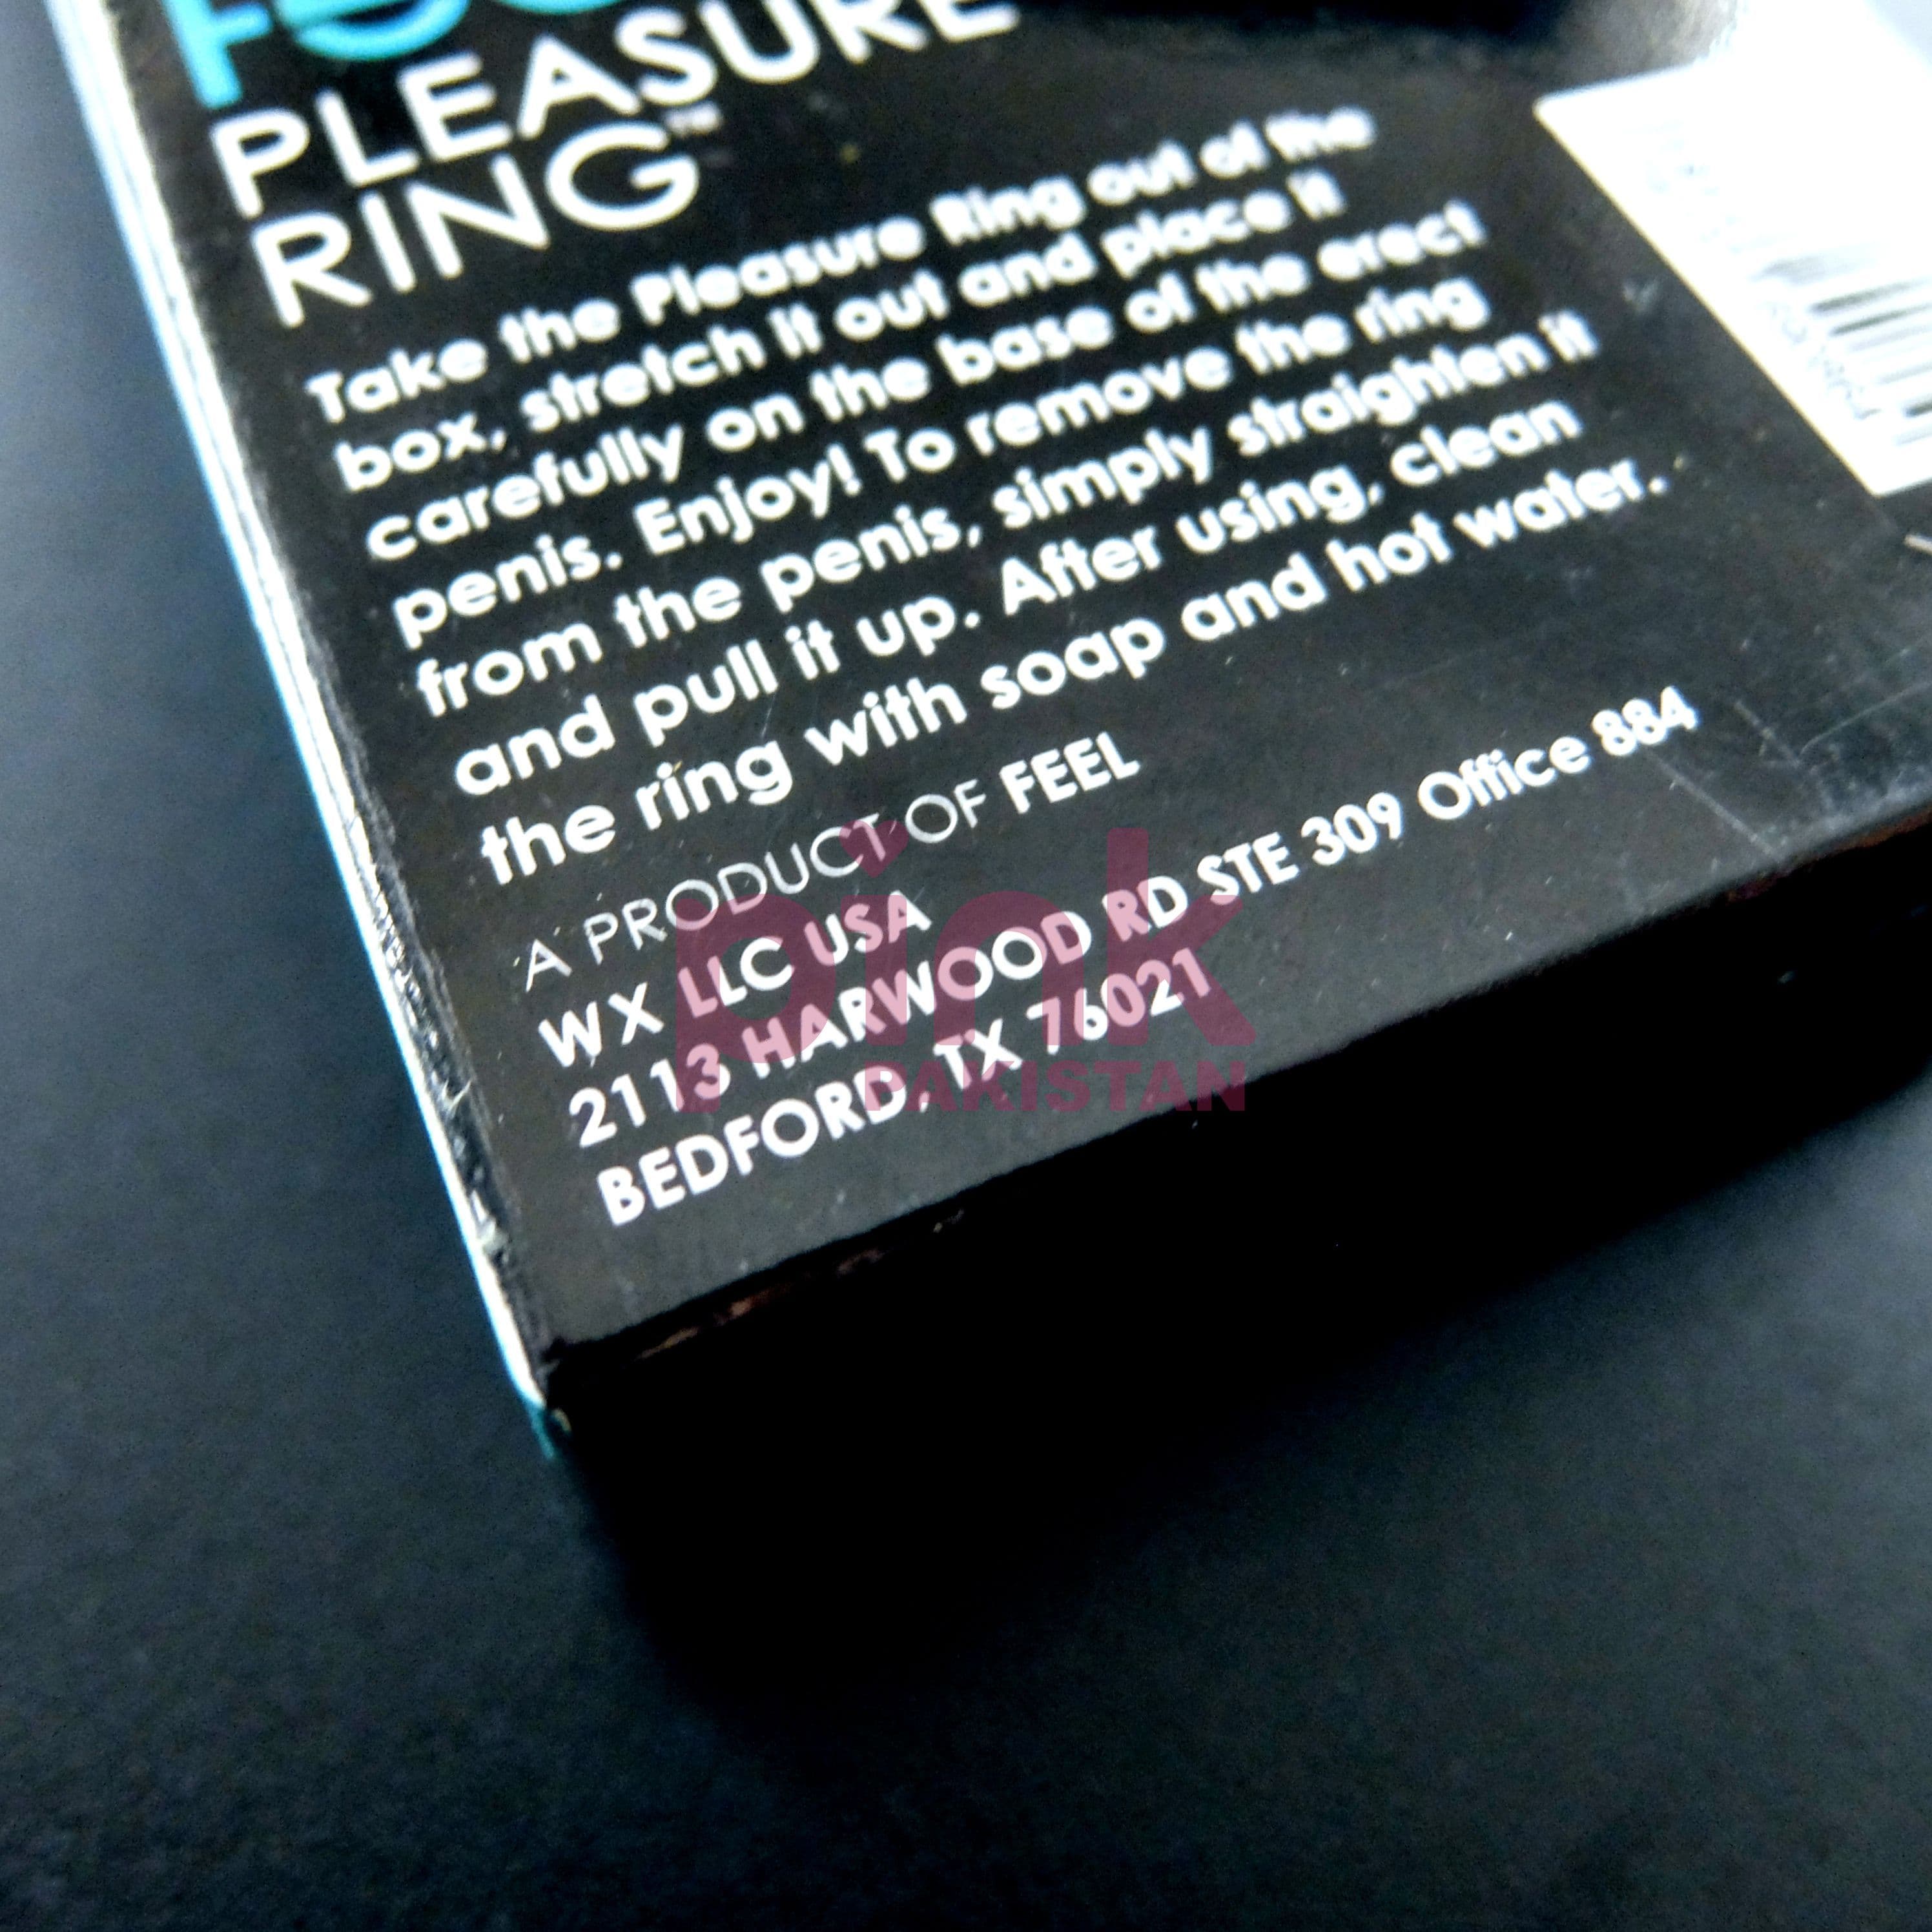 PLEASURE
RING™
Take the Pleasure Ring out of the
box, stretch it out and place it
carefully on the base of the erect
penis. Enjoy! To remove the ring
from the penis, simply straighten it
and pull it up. After using, clean
the ring with soap and hot water.
A PRODUCT OF FEEL
WX LLC USA
2113 HARWOOD RD STE 309 Office 884
BEDFORD, TX 76021
pink
PAKISTAN